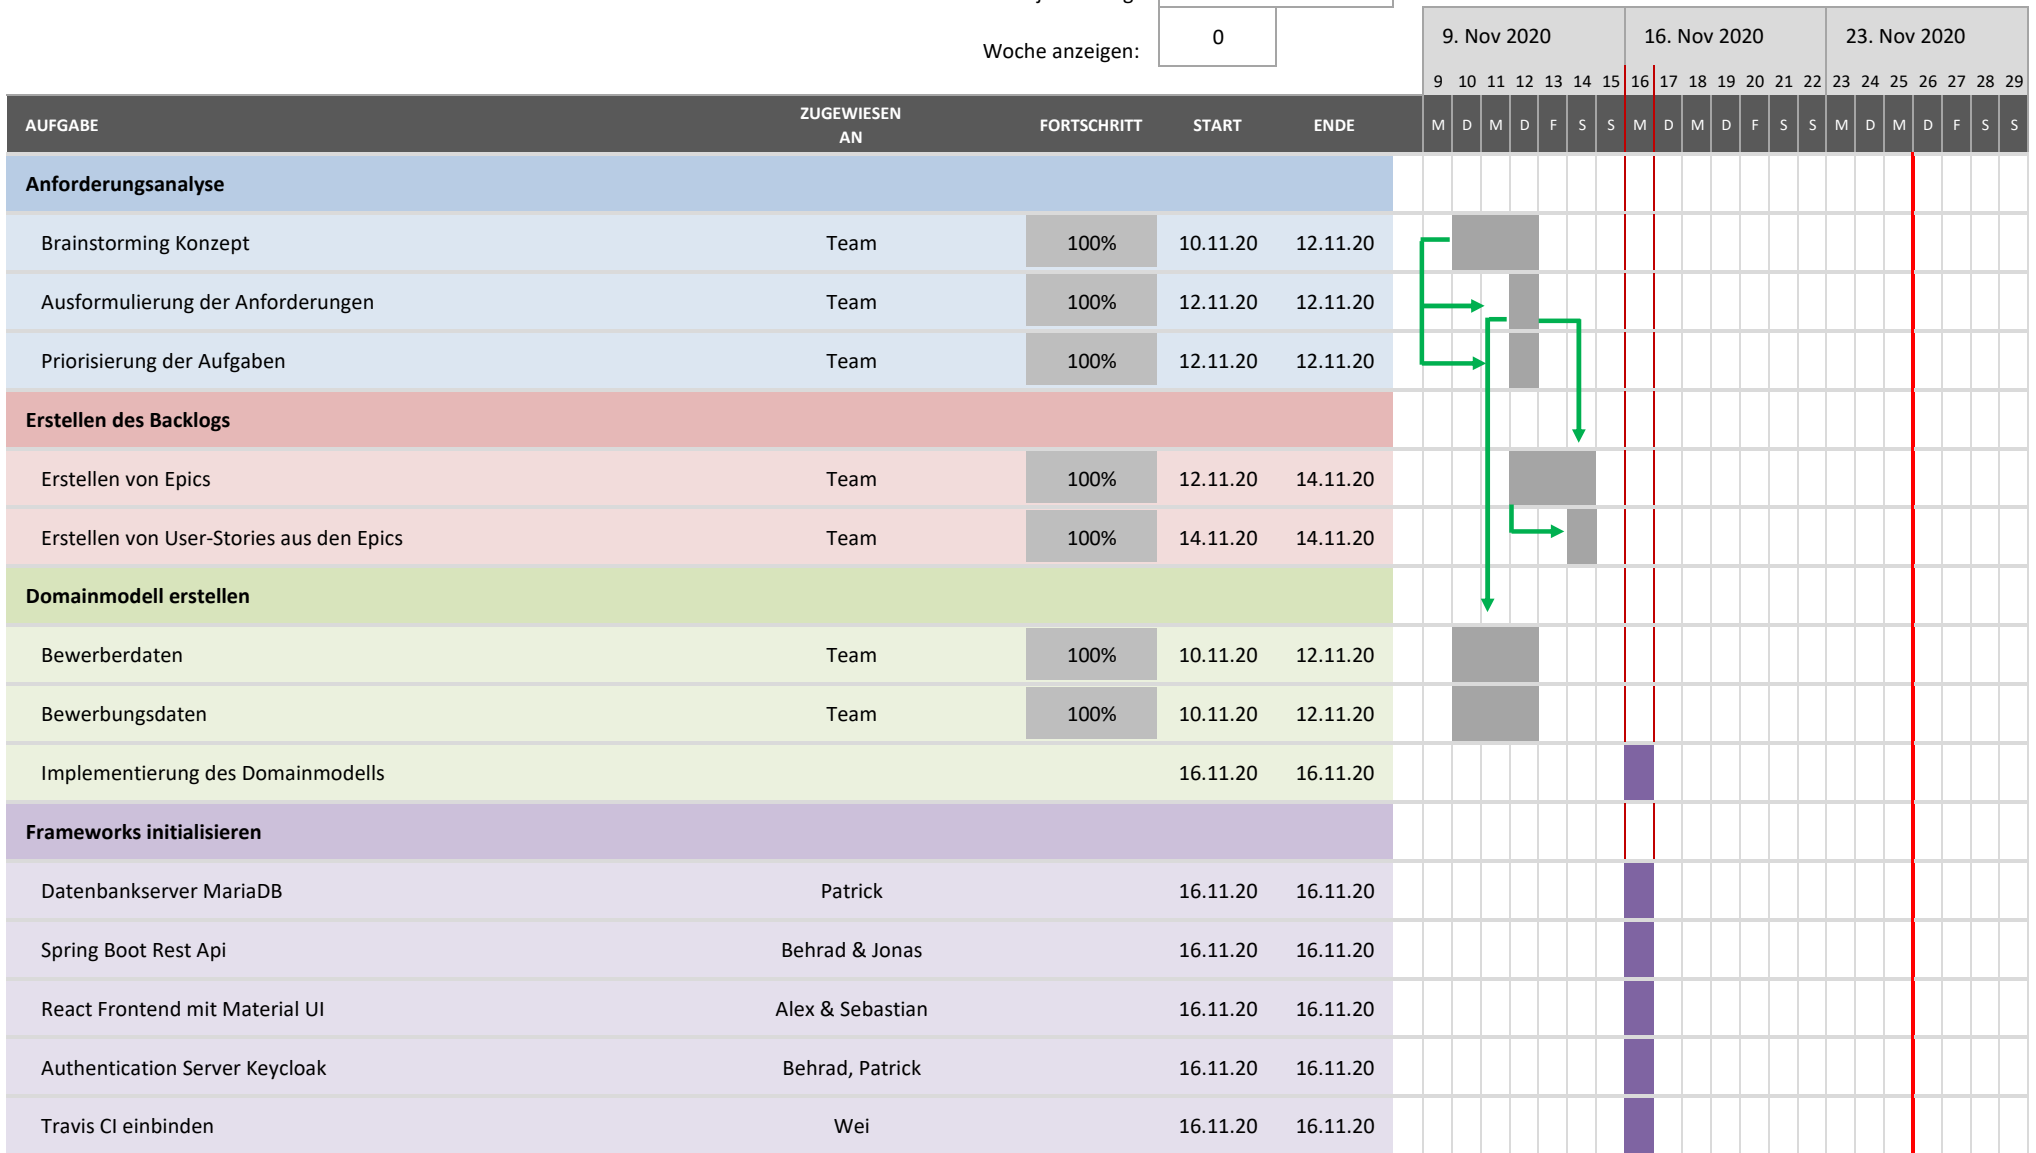 Woche anzeigen: 0
9. Nov 2020 16. Nov 2020 23. Nov 2020
9 10 11 12 13 14 15 16 17 18 19 20 21 22 23 24 25 26 27 28 29
AUFGABE ZUGEWIESEN AN FORTSCHRITT START ENDE M D M D F S S M D M D F S S M D M D F S S
Anforderungsanalyse
Brainstorming Konzept Team 100% 10.11.20 12.11.20
Ausformulierung der Anforderungen Team 100% 12.11.20 12.11.20
Priorisierung der Aufgaben Team 100% 12.11.20 12.11.20
Erstellen des Backlogs
Erstellen von Epics Team 100% 12.11.20 14.11.20
Erstellen von User-Stories aus den Epics Team 100% 14.11.20 14.11.20
Domainmodell erstellen
Bewerberdaten Team 100% 10.11.20 12.11.20
Bewerbungsdaten Team 100% 10.11.20 12.11.20
Implementierung des Domainmodells 16.11.20 16.11.20
Frameworks initialisieren
Datenbankserver MariaDB Patrick 16.11.20 16.11.20
Spring Boot Rest Api Behrad & Jonas 16.11.20 16.11.20
React Frontend mit Material UI Alex & Sebastian 16.11.20 16.11.20
Authentication Server Keycloak Behrad, Patrick 16.11.20 16.11.20
Travis CI einbinden Wei 16.11.20 16.11.20